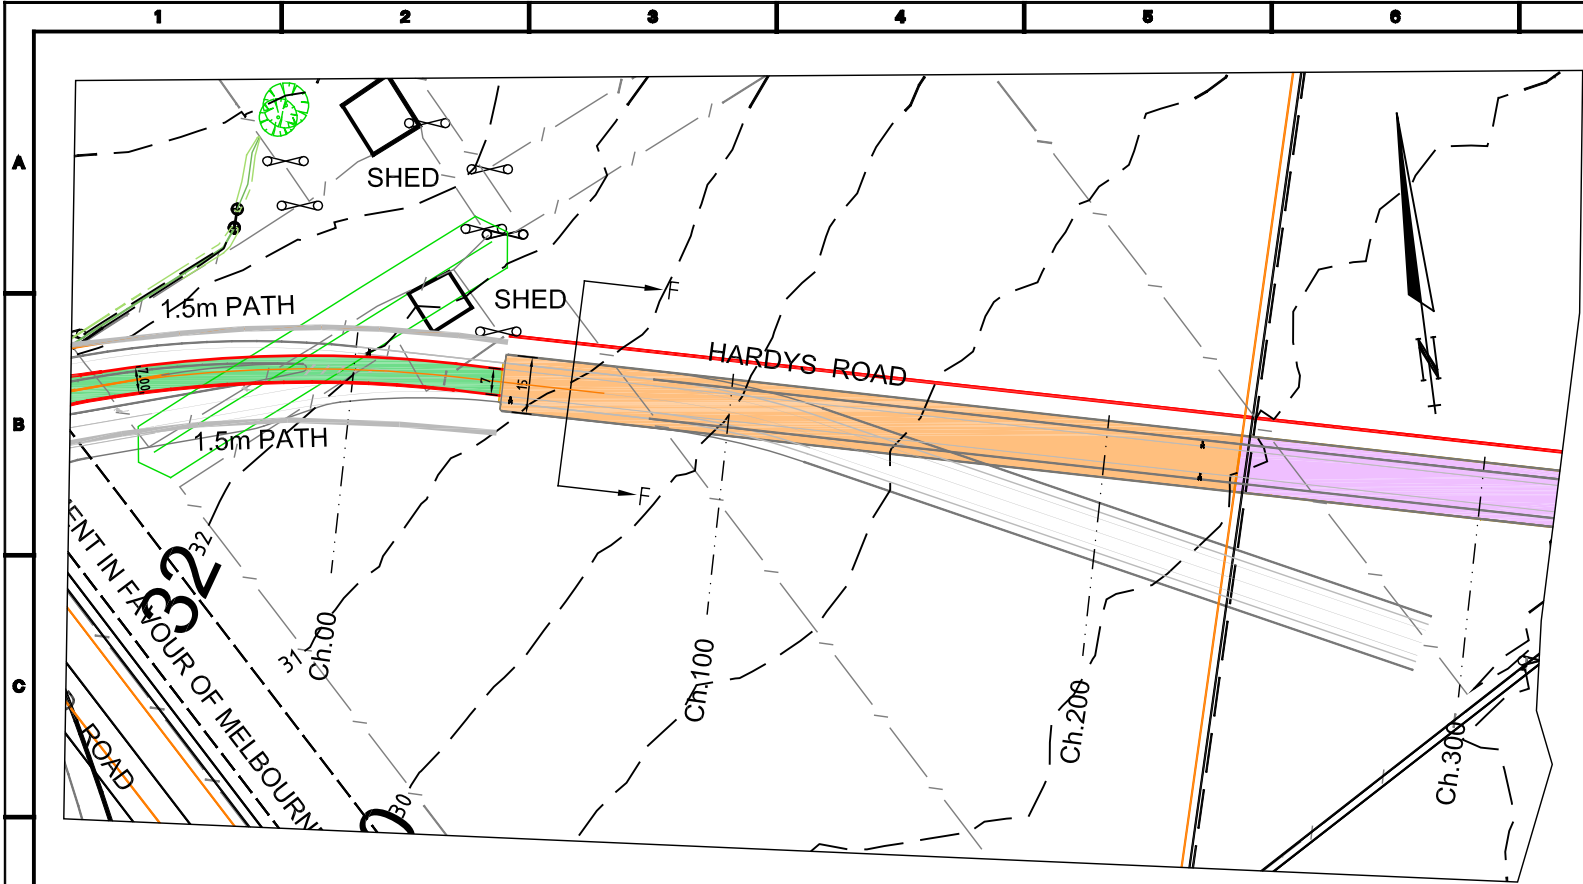 1 2 3 4 5 6
A
SHED
F
SHED
1.5m PATH
HARDYS ROAD
N
7.00
7
15
B
1.5m PATH
F
ENT IN FAVOUR OF MELBOURN
32
32
31
Ch.00
Ch.100
Ch.200
Ch.300
C
ROAD
30
0